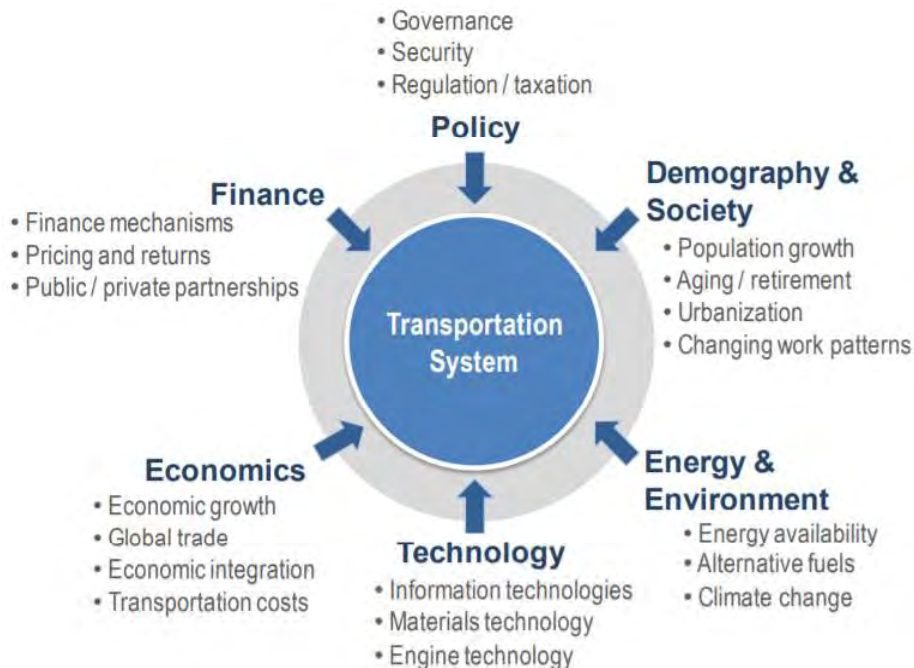 • Governance
• Security
• Regulation / taxation
Policy
Demography &
Society
• Population growth
• Aging / retirement
• Urbanization
• Changing work patterns
Finance
• Finance mechanisms
• Pricing and returns
• Public / private partnerships
Transportation
System
Economics
• Economic growth
• Global trade
• Economic integration
• Transportation costs
Technology
• Information technologies
• Materials technology
• Engine technology
Energy &
Environment
• Energy availability
• Alternative fuels
• Climate change